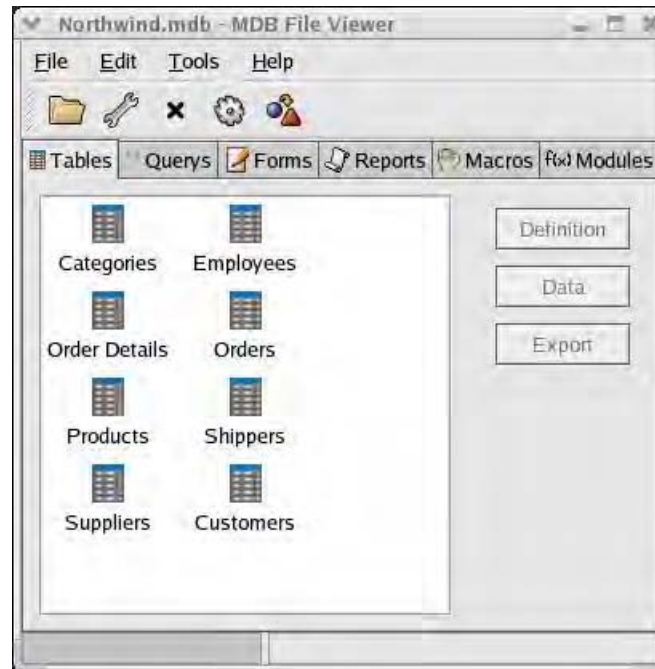 Northwind.mdb - MDB File Viewer
File Edit Tools Help
Tables Querys Forms Reports Macros f(x) Modules
Categories Employees
Definition
Data
Order Details Orders
Export
Products Shippers
Suppliers Customers